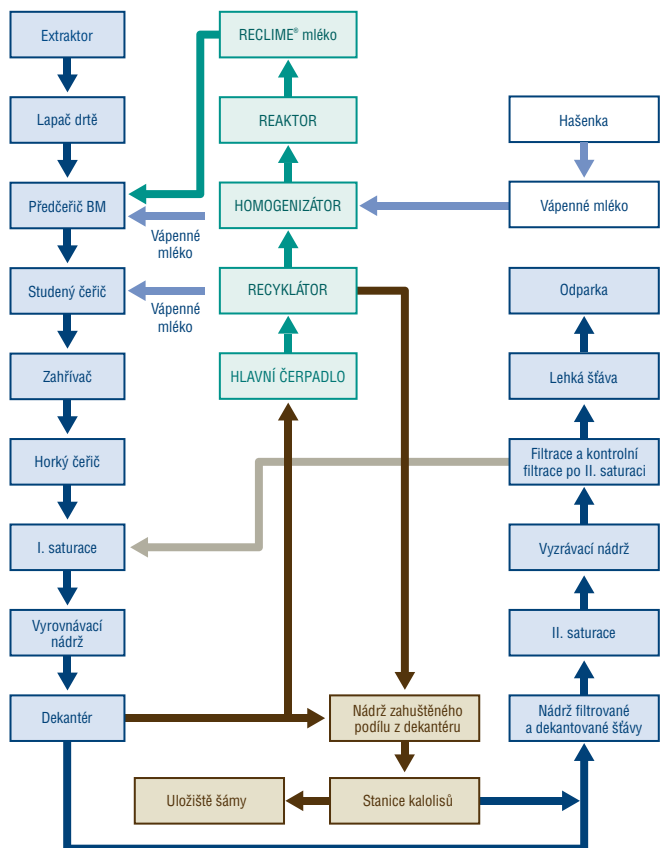 Extraktor
RECLIME® mléko
Lapač drtě
REAKTOR
Hašenka
Předčeřič BM
HOMOGENIZÁTOR
Vápenné mléko
Vápenné
mléko
Studený čeřič
RECYKLÁTOR
Odparka
Vápenné
mléko
Zahřívač
HLAVNÍ ČERPADLO
Lehká šťáva
Horký čeřič
Filtrace a kontrolní
filtrace po II. saturaci
I. saturace
Vyzrávací nádrž
Vyrovnávací
nádrž
II. saturace
Dekantér
Nádrž zahuštěného
podílu z dekantéru
Nádrž filtrované
a dekantované šťávy
Uložiště šámy
Stanice kalolisů